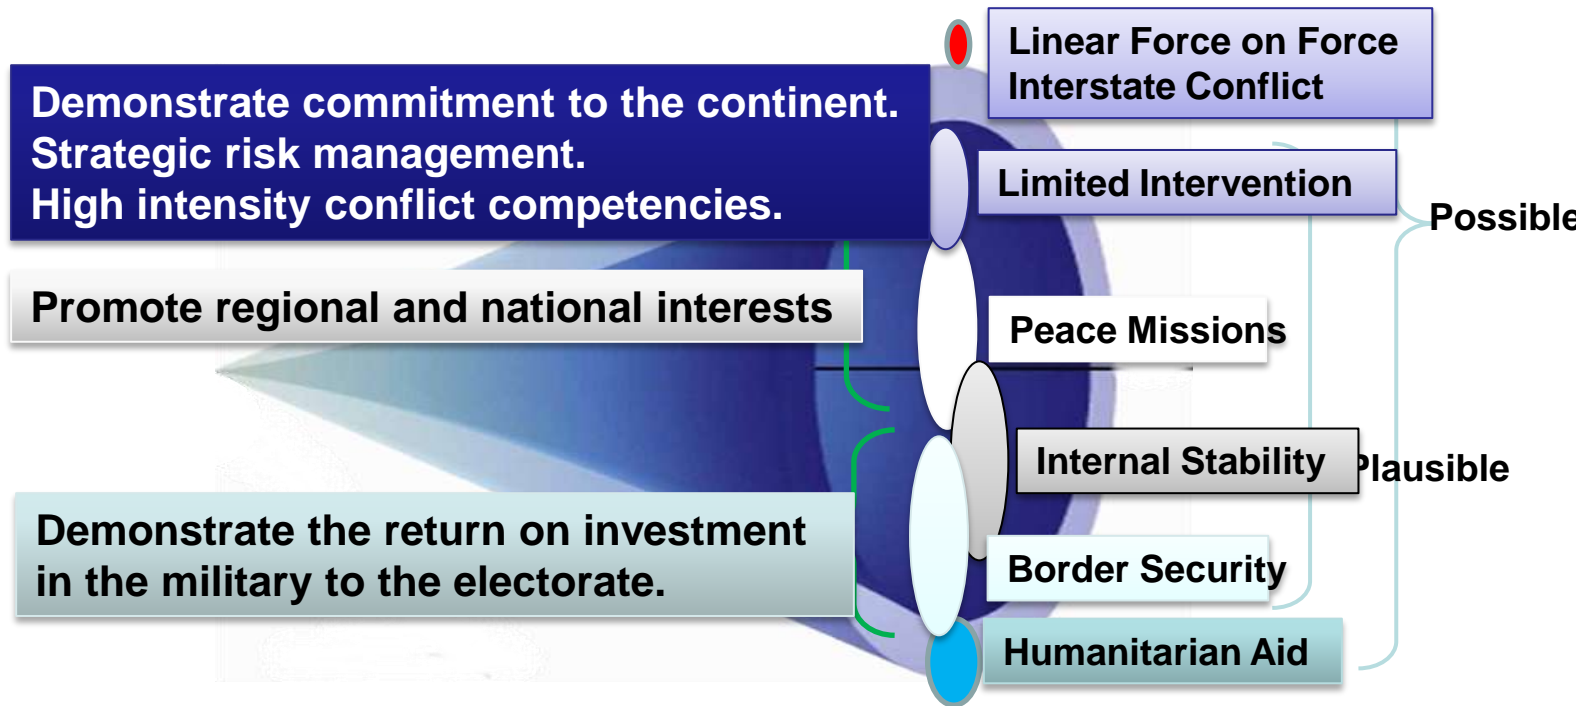 Linear Force on Force
Interstate Conflict
Demonstrate commitment to the continent.
Strategic risk management.
High intensity conflict competencies.
Limited Intervention
Possible
Promote regional and national interests
Peace Missions
Internal Stability
Plausible
Demonstrate the return on investment
in the military to the electorate.
Border Security
Humanitarian Aid